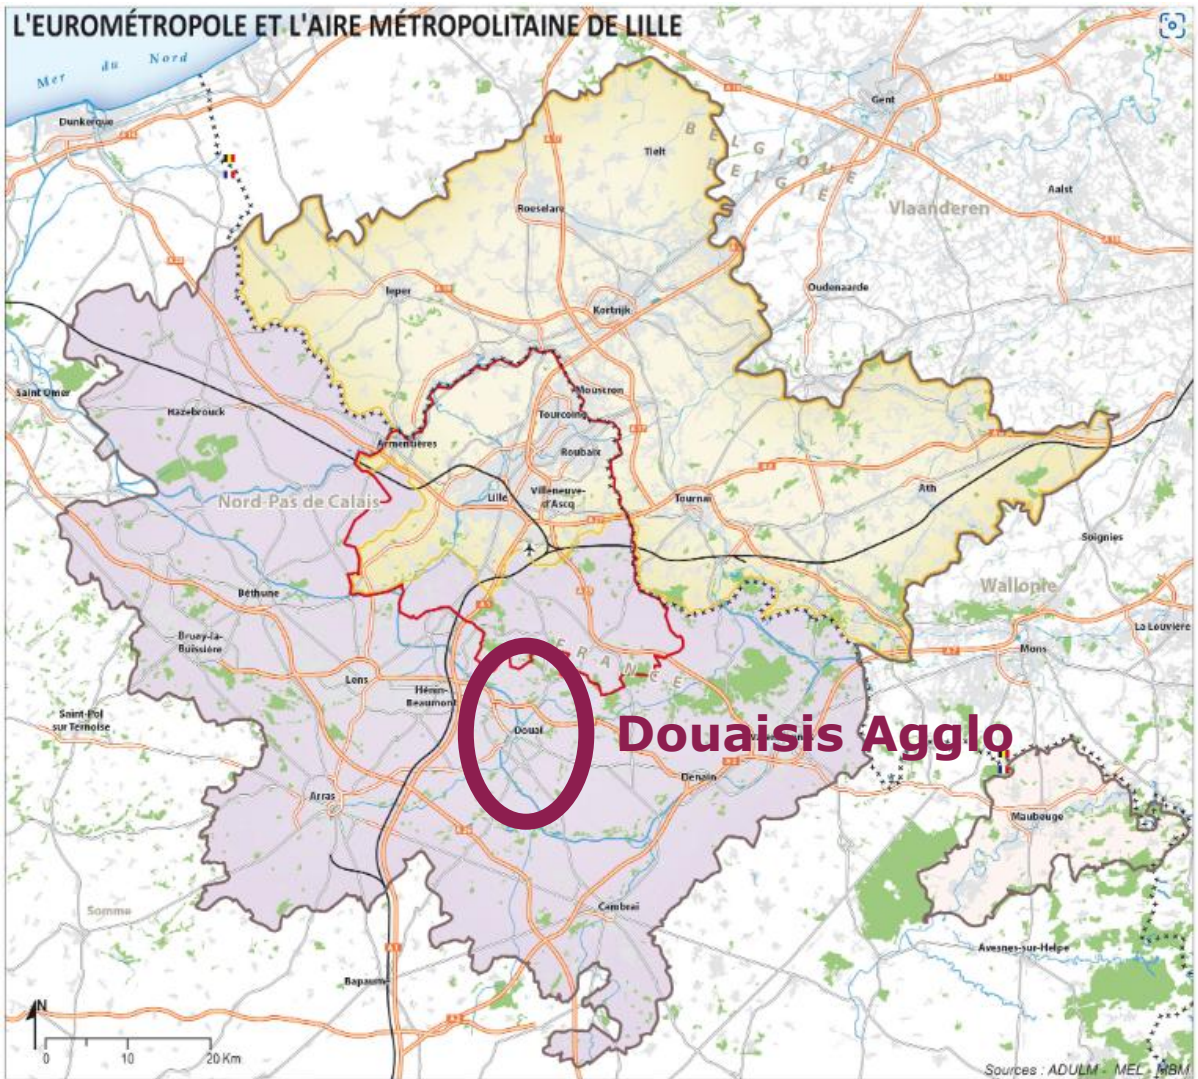 L'EUROMÉTROPOLE ET L'AIRE MÉTROPOLITAINE DE LILLE
Mer du Nord
Dunkerque
Gent
BELGIQUE
BELGIË
Tielt
Aalst
Roeselare
Vlaanderen
Ieper
Oudenaarde
Kortrijk
Saint Omer
Hazebrouck
Mouscron
Tourcoing
Armentières
Roubaix
Nord-Pas de Calais
Lille
Villeneuve-
d'Ascq
Tournai
Ath
Soignies
Wallonie
Béthune
La Louvière
Bruay-la-
Buissière
FRANCE
Mons
Lens
Hénin-
Beaumont
Saint-Pol
sur Ternoise
Douai
Douaisis Agglo
Denain
Arras
Maubeuge
Somme
Cambrai
Avesnes-sur-Helpe
Bapaume
A1
A2
N
0 10 20 Km
Sources : ADULM - MEL - MBM